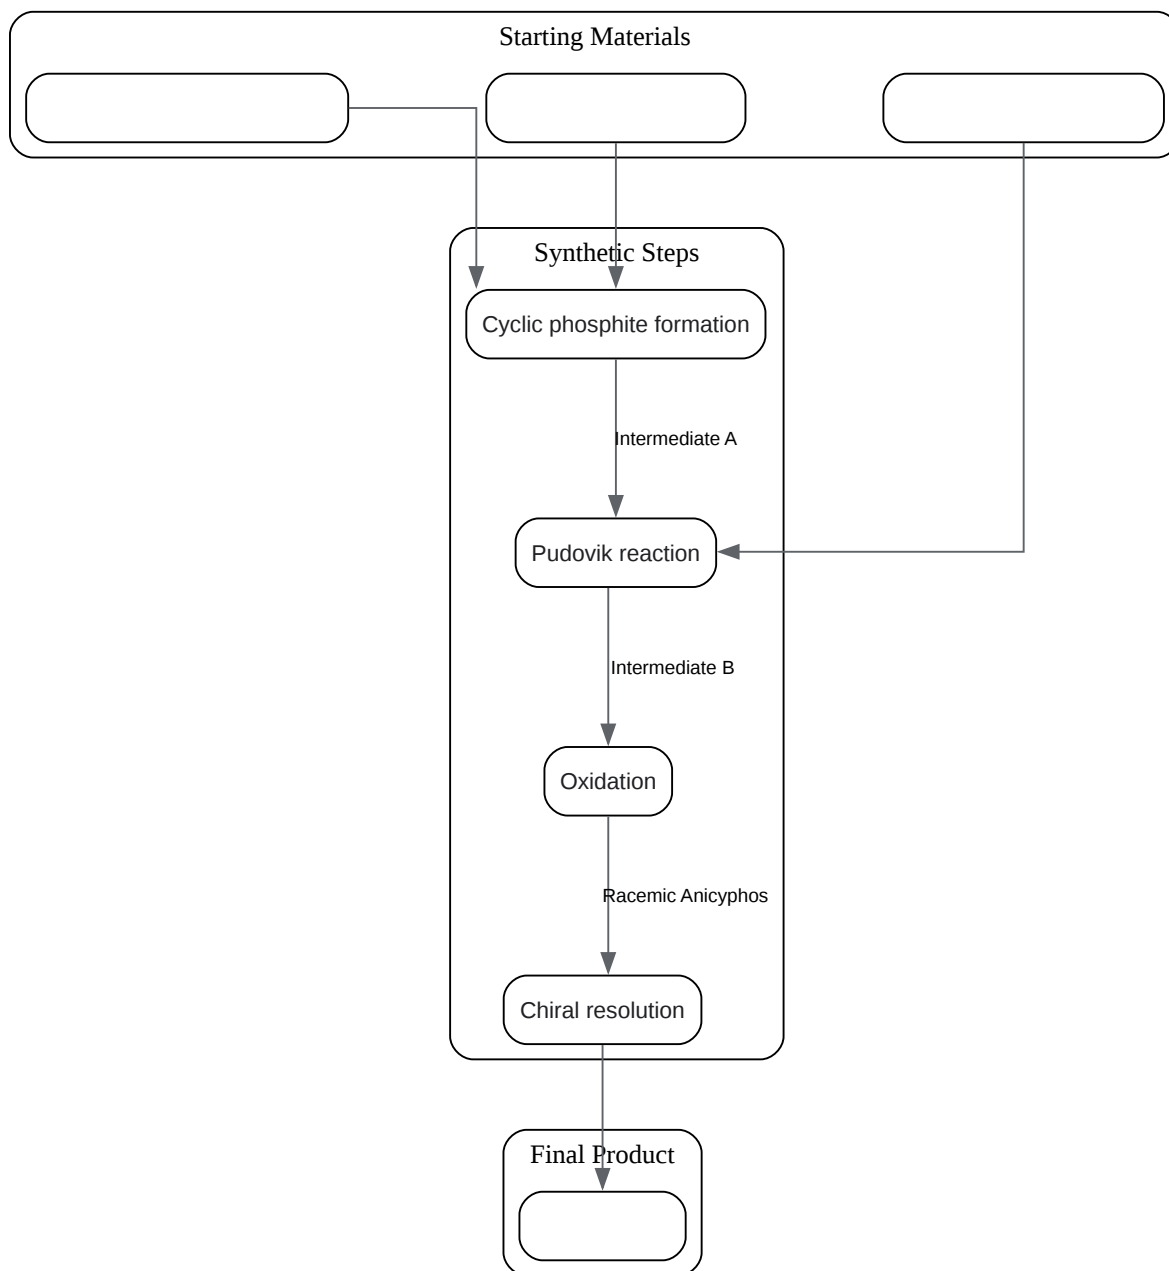 Starting Materials
Synthetic Steps
Cyclic phosphite formation
Intermediate A
Pudovik reaction
Intermediate B
Oxidation
Racemic Anicyphos
Chiral resolution
Final Product